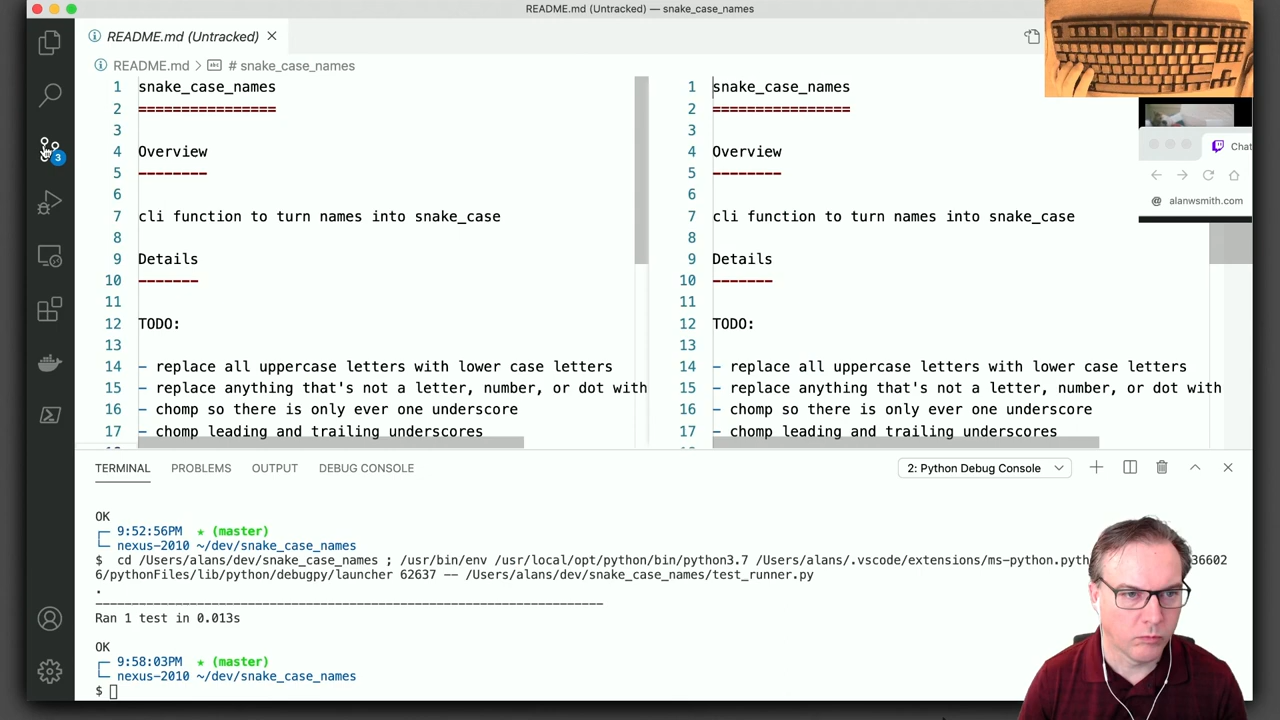 README.md (Untracked) — snake_case_names
README.md (Untracked)
README.md > # snake_case_names
1 snake_case_names
2 ================
3
4 Overview
5 --------
6
7 cli function to turn names into snake_case
8
9 Details
10 -------
11
12 TODO:
13
14 - replace all uppercase letters with lower case letters
15 - replace anything that's not a letter, number, or dot with
16 - chomp so there is only ever one underscore
17 - chomp leading and trailing underscores
1 snake_case_names
2 ================
3
4 Overview
5 --------
6
7 cli function to turn names into snake_case
8
9 Details
10 -------
11
12 TODO:
13
14 - replace all uppercase letters with lower case letters
15 - replace anything that's not a letter, number, or dot with
16 - chomp so there is only ever one underscore
17 - chomp leading and trailing underscores
Chat
@ alanwsmith.com
3
TERMINAL PROBLEMS OUTPUT DEBUG CONSOLE 2: Python Debug Console
OK
9:52:56PM ★ (master)
nexus-2010 ~/dev/snake_case_names
$ cd /Users/alans/dev/snake_case_names ; /usr/bin/env /usr/local/opt/python/bin/python3.7 /Users/alans/.vscode/extensions/ms-python.pyth 36602
6/pythonFiles/lib/python/debugpy/launcher 62637 -- /Users/alans/dev/snake_case_names/test_runner.py
.
----------------------------------------------------------------------
Ran 1 test in 0.013s
OK
9:58:03PM ★ (master)
nexus-2010 ~/dev/snake_case_names
$